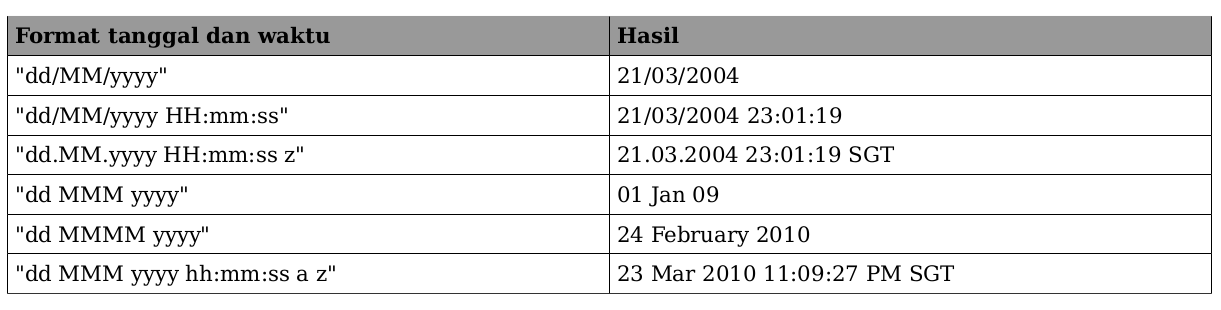 Format tanggal dan waktu Hasil
"dd/MM/yyyy" 21/03/2004
"dd/MM/yyyy HH:mm:ss" 21/03/2004 23:01:19
"dd.MM.yyyy HH:mm:ss z" 21.03.2004 23:01:19 SGT
"dd MMM yyyy" 01 Jan 09
"dd MMMM yyyy" 24 February 2010
"dd MMM yyyy hh:mm:ss a z" 23 Mar 2010 11:09:27 PM SGT